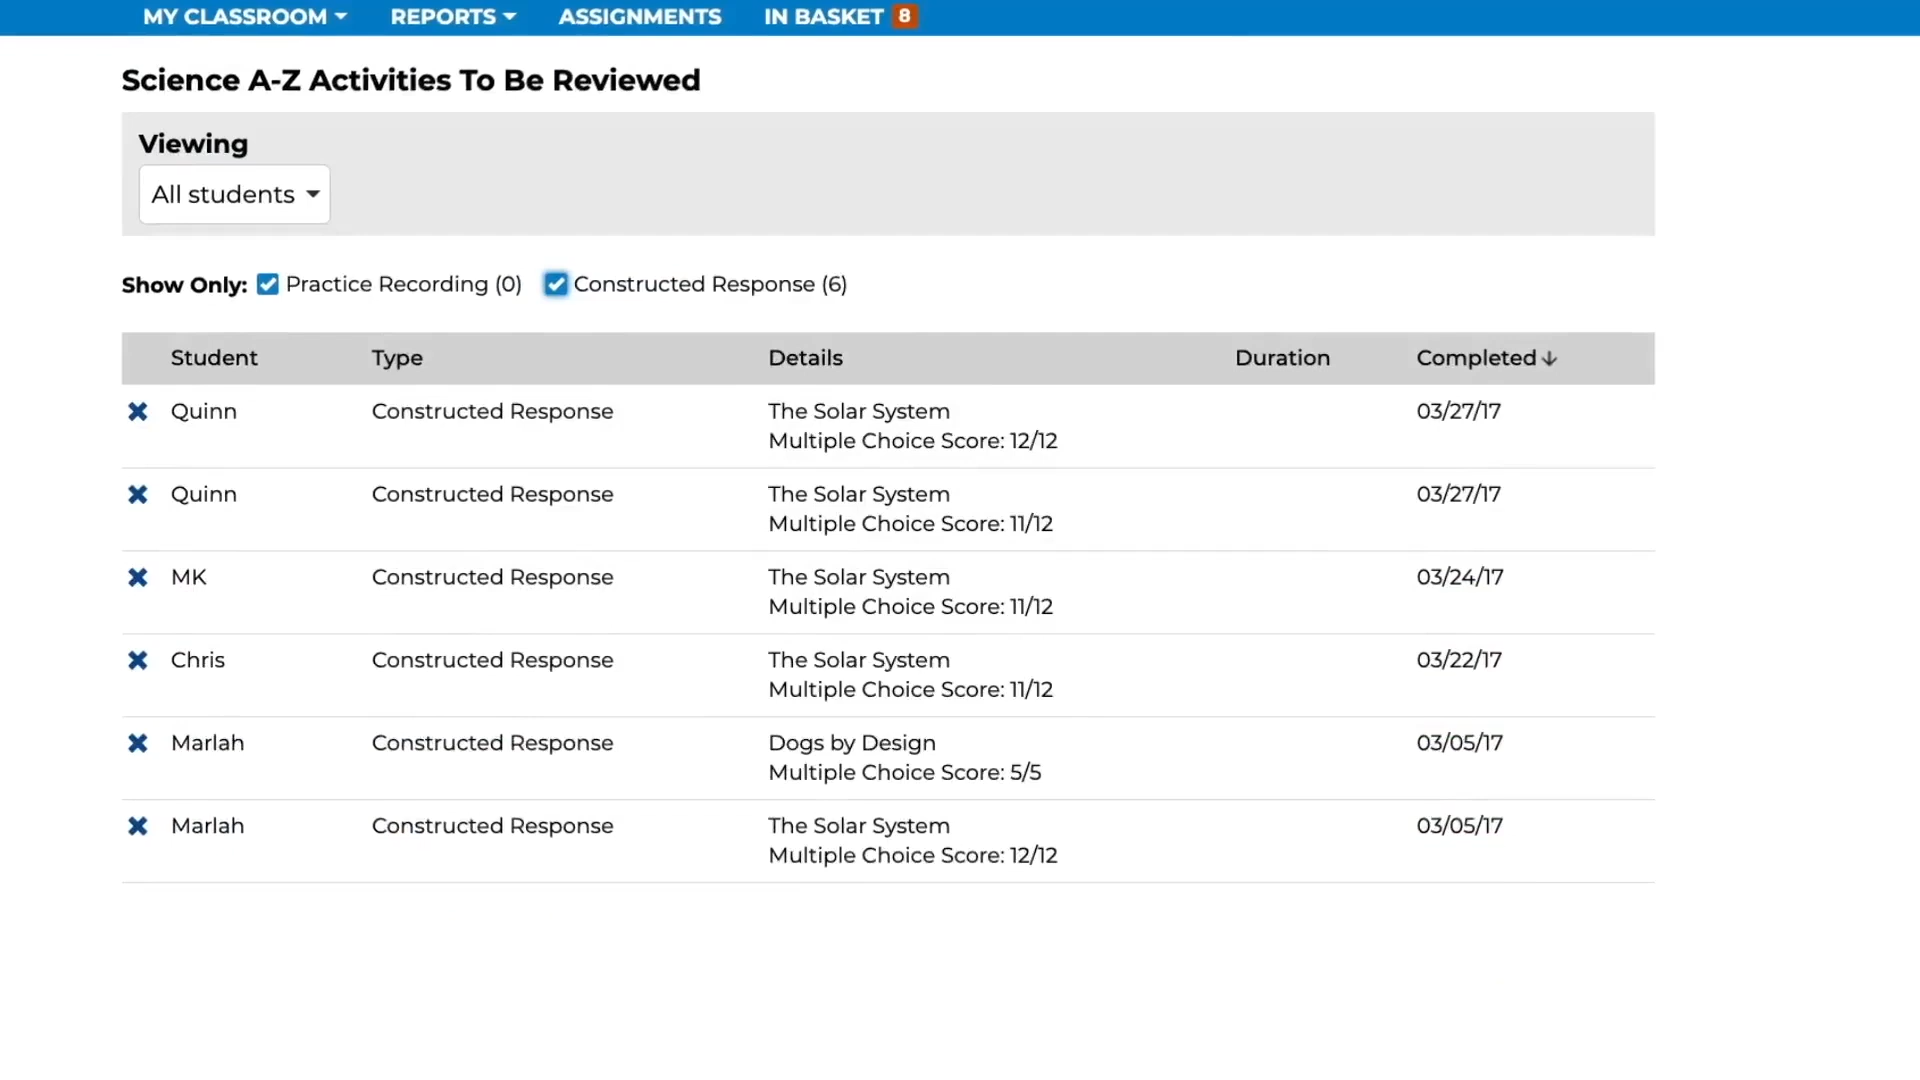 MY CLASSROOM REPORTS ASSIGNMENTS IN BASKET 8
Science A-Z Activities To Be Reviewed
Viewing
All students
Show Only: Practice Recording (0) Constructed Response (6)
Student Type Details Duration Completed
Quinn Constructed Response The Solar System 03/27/17
Multiple Choice Score: 12/12
Quinn Constructed Response The Solar System 03/27/17
Multiple Choice Score: 11/12
MK Constructed Response The Solar System 03/24/17
Multiple Choice Score: 11/12
Chris Constructed Response The Solar System 03/22/17
Multiple Choice Score: 11/12
Marlah Constructed Response Dogs by Design 03/05/17
Multiple Choice Score: 5/5
Marlah Constructed Response The Solar System 03/05/17
Multiple Choice Score: 12/12